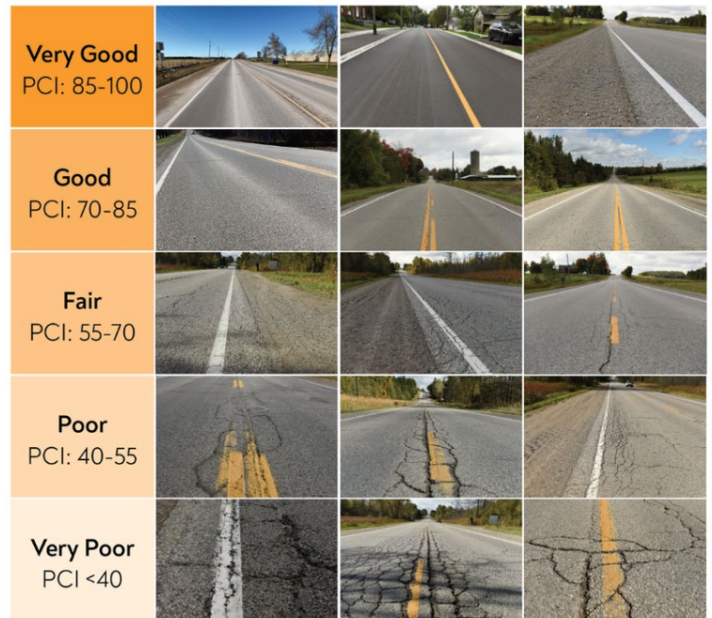 Very Good
PCI: 85-100
Good
PCI: 70-85
Fair
PCI: 55-70
Poor
PCI: 40-55
Very Poor
PCI <40